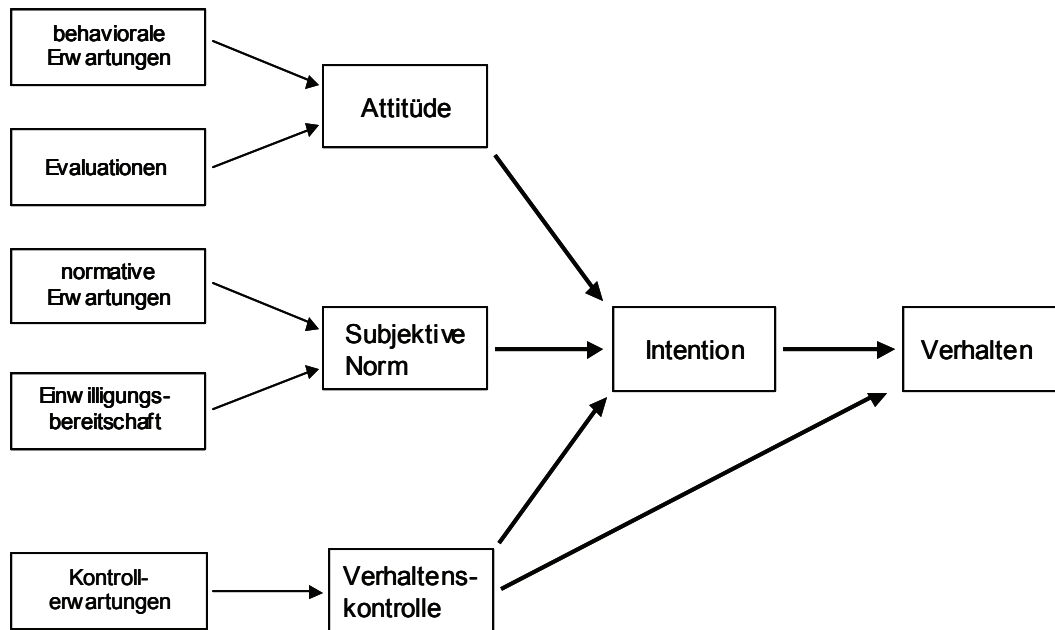 behaviorale
Erwartungen
Attitüde
Evaluationen
normative
Erwartungen
Subjektive
Norm
Intention
Verhalten
Einwilligungs-
bereitschaft
Kontroll-
erwartungen
Verhaltens-
kontrolle